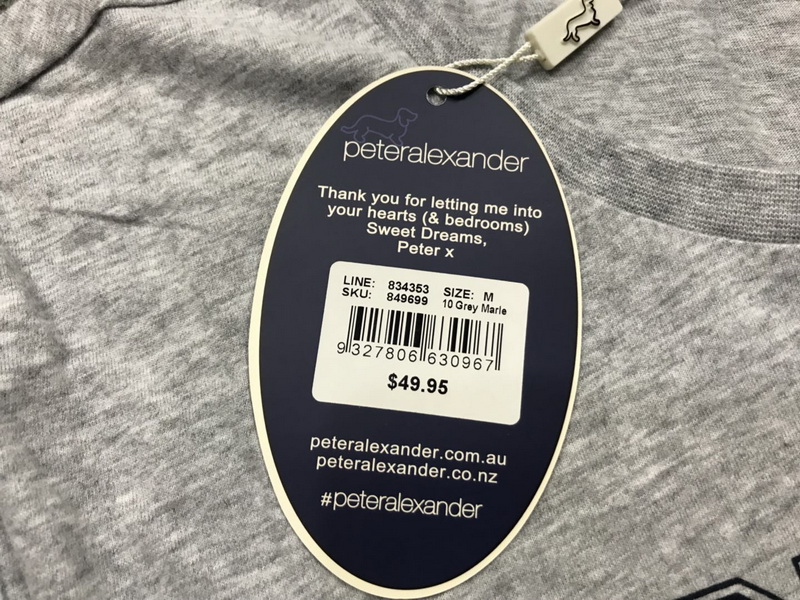 peteralexander
Thank you for letting me into
your hearts (& bedrooms)
Sweet Dreams,
Peter x
LINE: 834353 SIZE: M
SKU: 849699 10 Grey Marle
9 327806 630967
$49.95
peteralexander.com.au
peteralexander.co.nz
#peteralexander